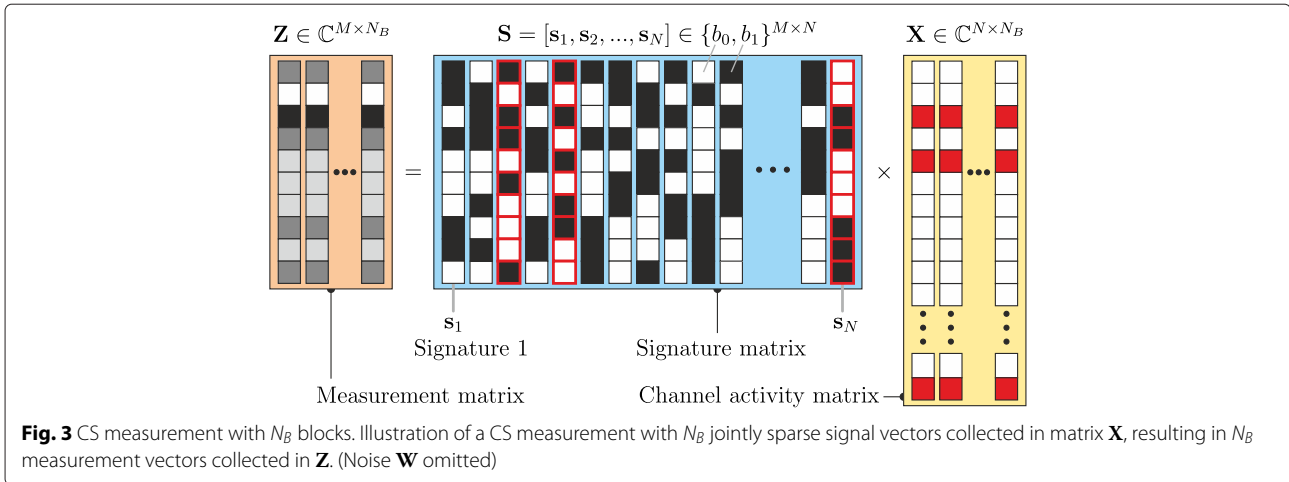 Z ∈ ℂ^{M×N_B}
S = [s_1, s_2, ..., s_N] ∈ {b_0, b_1}^{M×N}
X ∈ ℂ^{N×N_B}
=
×
s_1
s_N
Signature 1
Signature matrix
Measurement matrix
Channel activity matrix
Fig. 3 CS measurement with N_B blocks. Illustration of a CS measurement with N_B jointly sparse signal vectors collected in matrix X, resulting in N_B
measurement vectors collected in Z. (Noise W omitted)